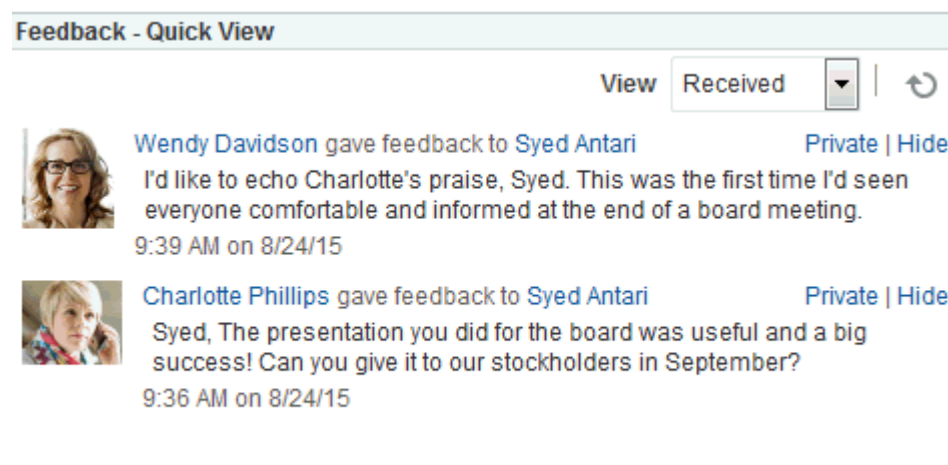 Feedback - Quick View
View Received
Wendy Davidson gave feedback to Syed Antari Private | Hide
I'd like to echo Charlotte's praise, Syed. This was the first time I'd seen
everyone comfortable and informed at the end of a board meeting.
9:39 AM on 8/24/15
Charlotte Phillips gave feedback to Syed Antari Private | Hide
Syed, The presentation you did for the board was useful and a big
success! Can you give it to our stockholders in September?
9:36 AM on 8/24/15